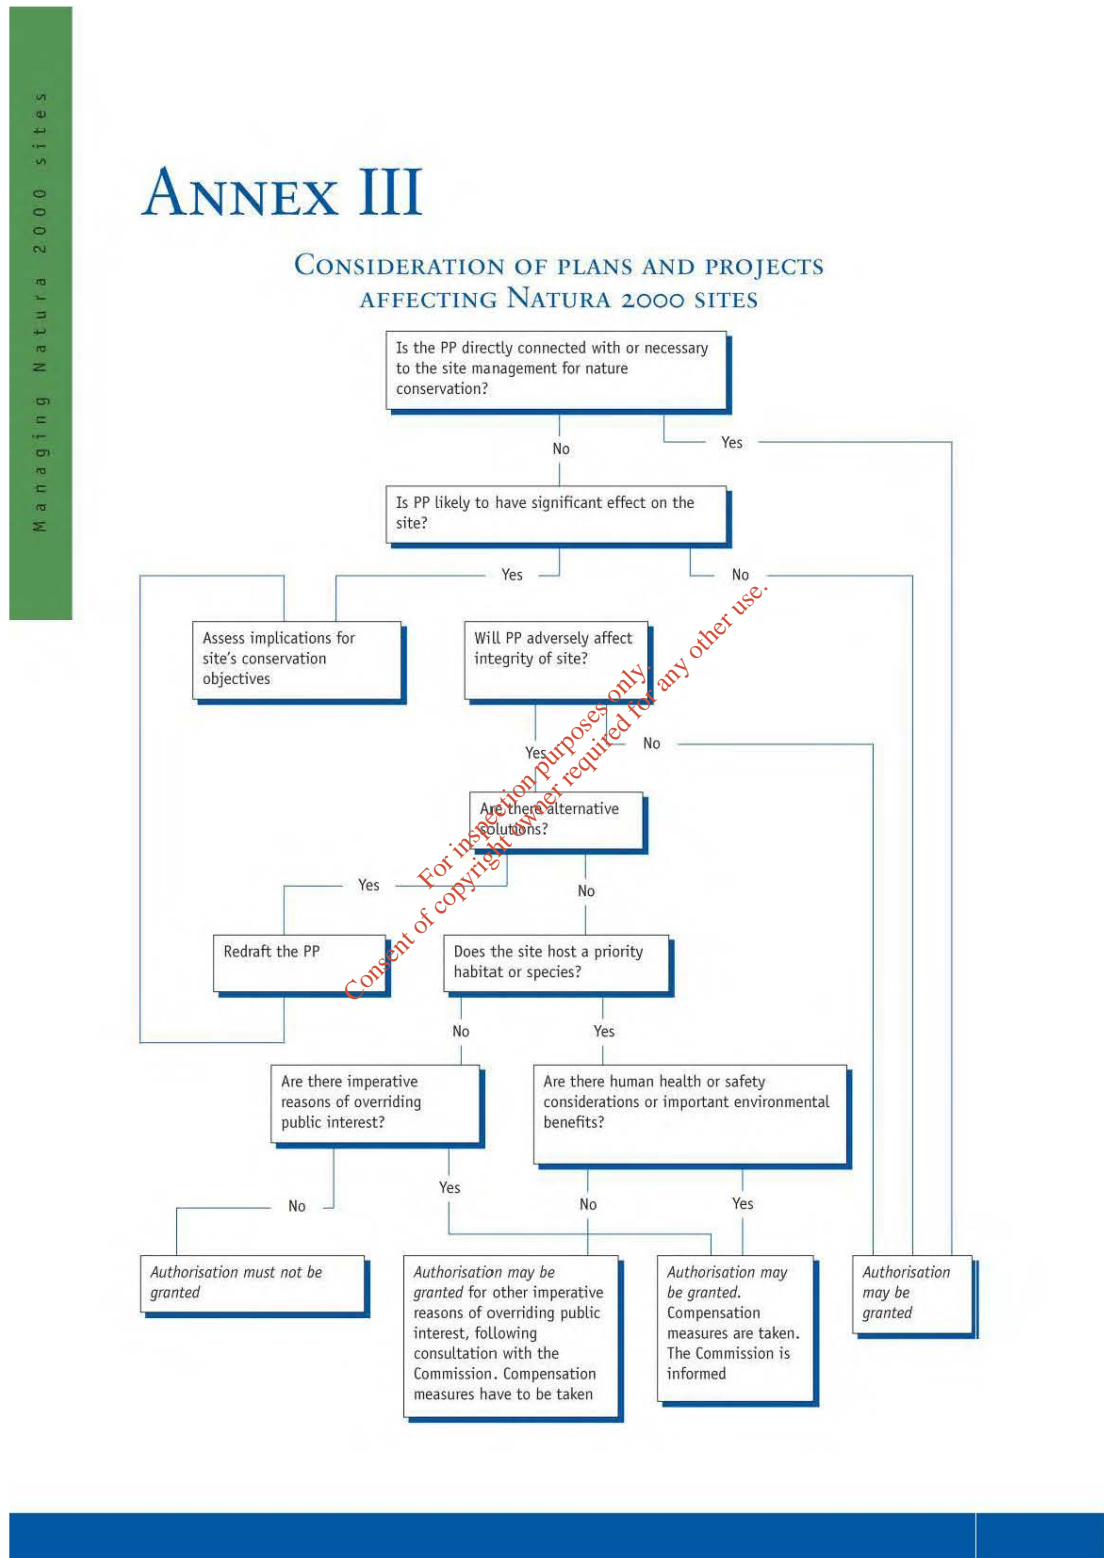 Managing Natura 2000 sites
ANNEX III
CONSIDERATION OF PLANS AND PROJECTS
AFFECTING NATURA 2000 SITES
Is the PP directly connected with or necessary
to the site management for nature
conservation?
No
Yes
Is PP likely to have significant effect on the
site?
Yes
No
Assess implications for
site's conservation
objectives
Will PP adversely affect
integrity of site?
Yes
No
Are there alternative
solutions?
Yes
No
Redraft the PP
Does the site host a priority
habitat or species?
No
Yes
Are there imperative
reasons of overriding
public interest?
Are there human health or safety
considerations or important environmental
benefits?
No
Yes
No
Yes
Authorisation must not be
granted
Authorisation may be
granted for other imperative
reasons of overriding public
interest, following
consultation with the
Commission. Compensation
measures have to be taken
Authorisation may
be granted.
Compensation
measures are taken.
The Commission is
informed
Authorisation
may be
granted
For inspection purposes only.
Consent of copyright owner required for any other use.